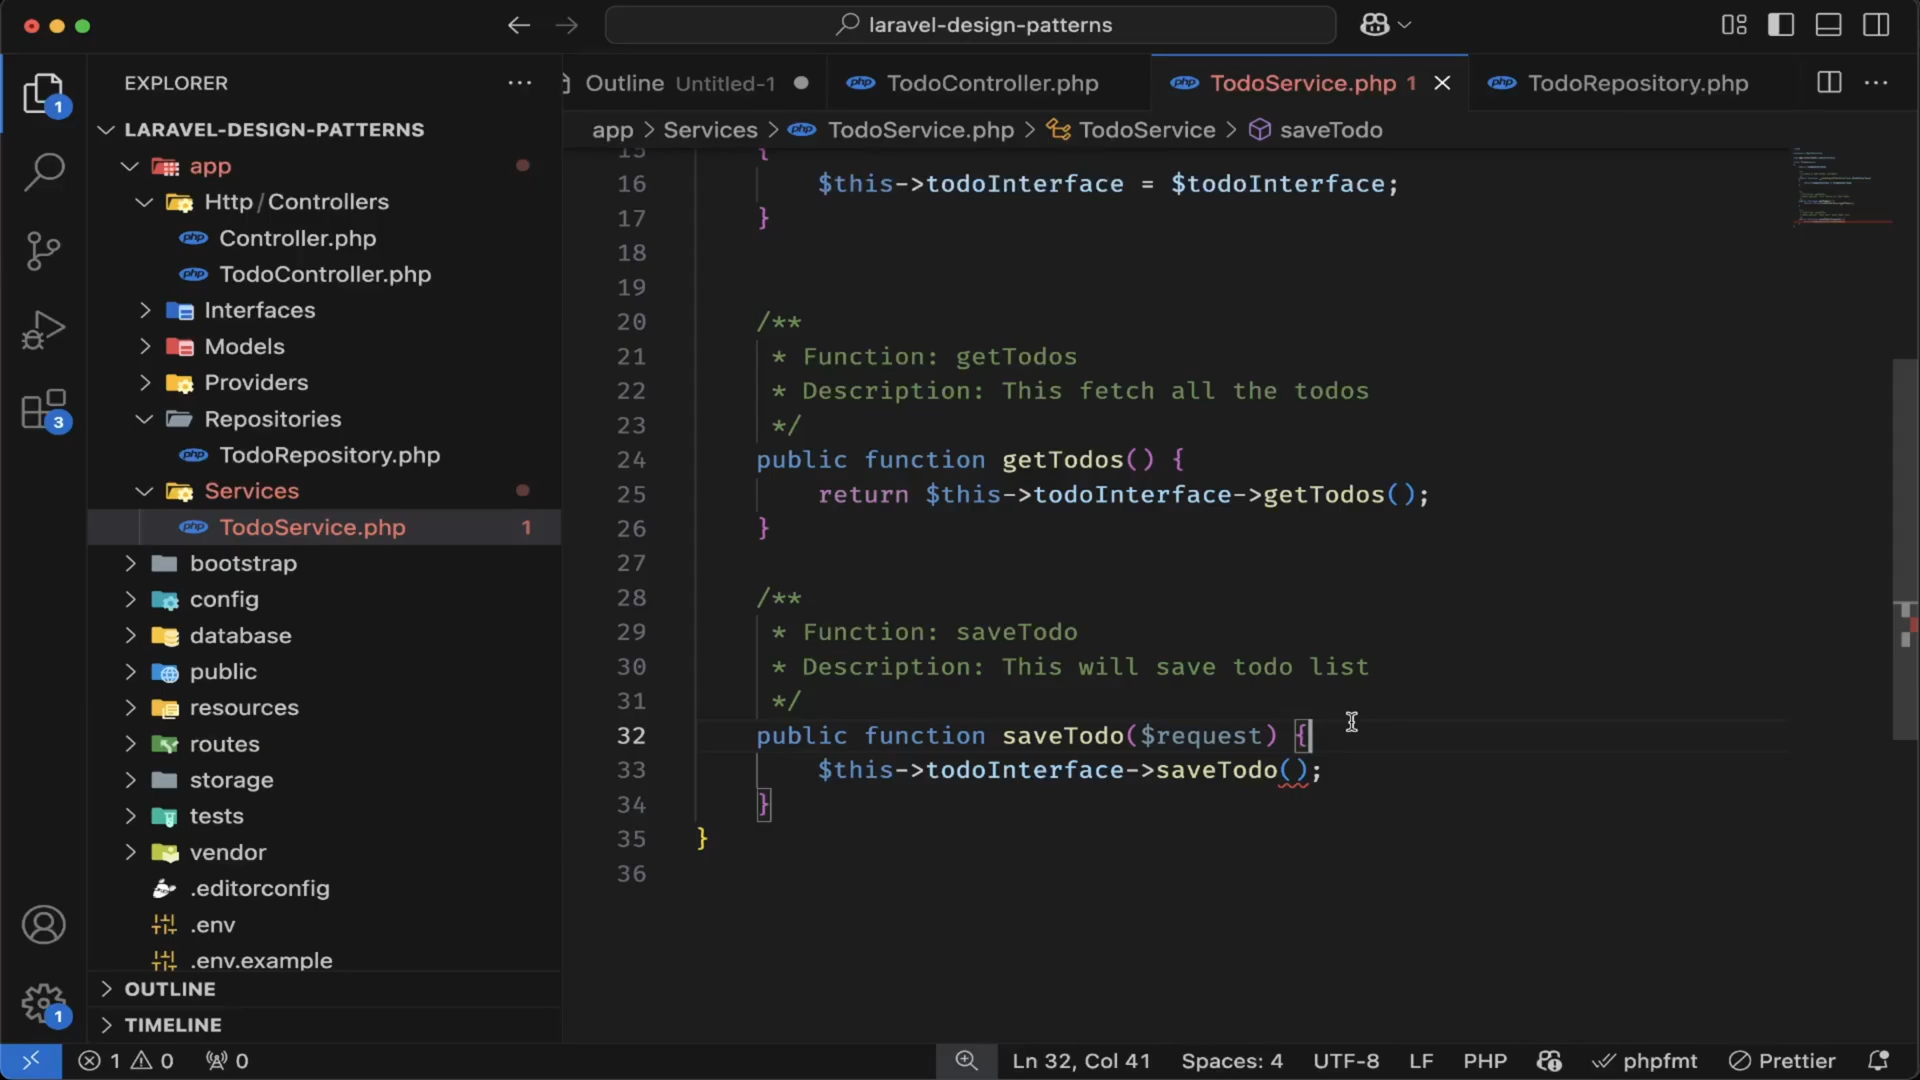 laravel-design-patterns
EXPLORER
Outline Untitled-1
TodoController.php
TodoService.php 1
TodoRepository.php
1
LARAVEL-DESIGN-PATTERNS
app > Services > TodoService.php > TodoService > saveTodo
app
Http/Controllers
Controller.php
TodoController.php
Interfaces
Models
Providers
Repositories
TodoRepository.php
Services
TodoService.php 1
bootstrap
config
database
public
resources
routes
storage
tests
vendor
.editorconfig
.env
.env.example
OUTLINE
TIMELINE
3
1
15 {
16 $this->todoInterface = $todoInterface;
17 }
18
19
20 /**
21 * Function: getTodos
22 * Description: This fetch all the todos
23 */
24 public function getTodos() {
25 return $this->todoInterface->getTodos();
26 }
27
28 /**
29 * Function: saveTodo
30 * Description: This will save todo list
31 */
32 public function saveTodo($request) {
33 $this->todoInterface->saveTodo();
34 }
35 }
36
1 0 0
Ln 32, Col 41
Spaces: 4
UTF-8
LF
PHP
phpfmt
Prettier